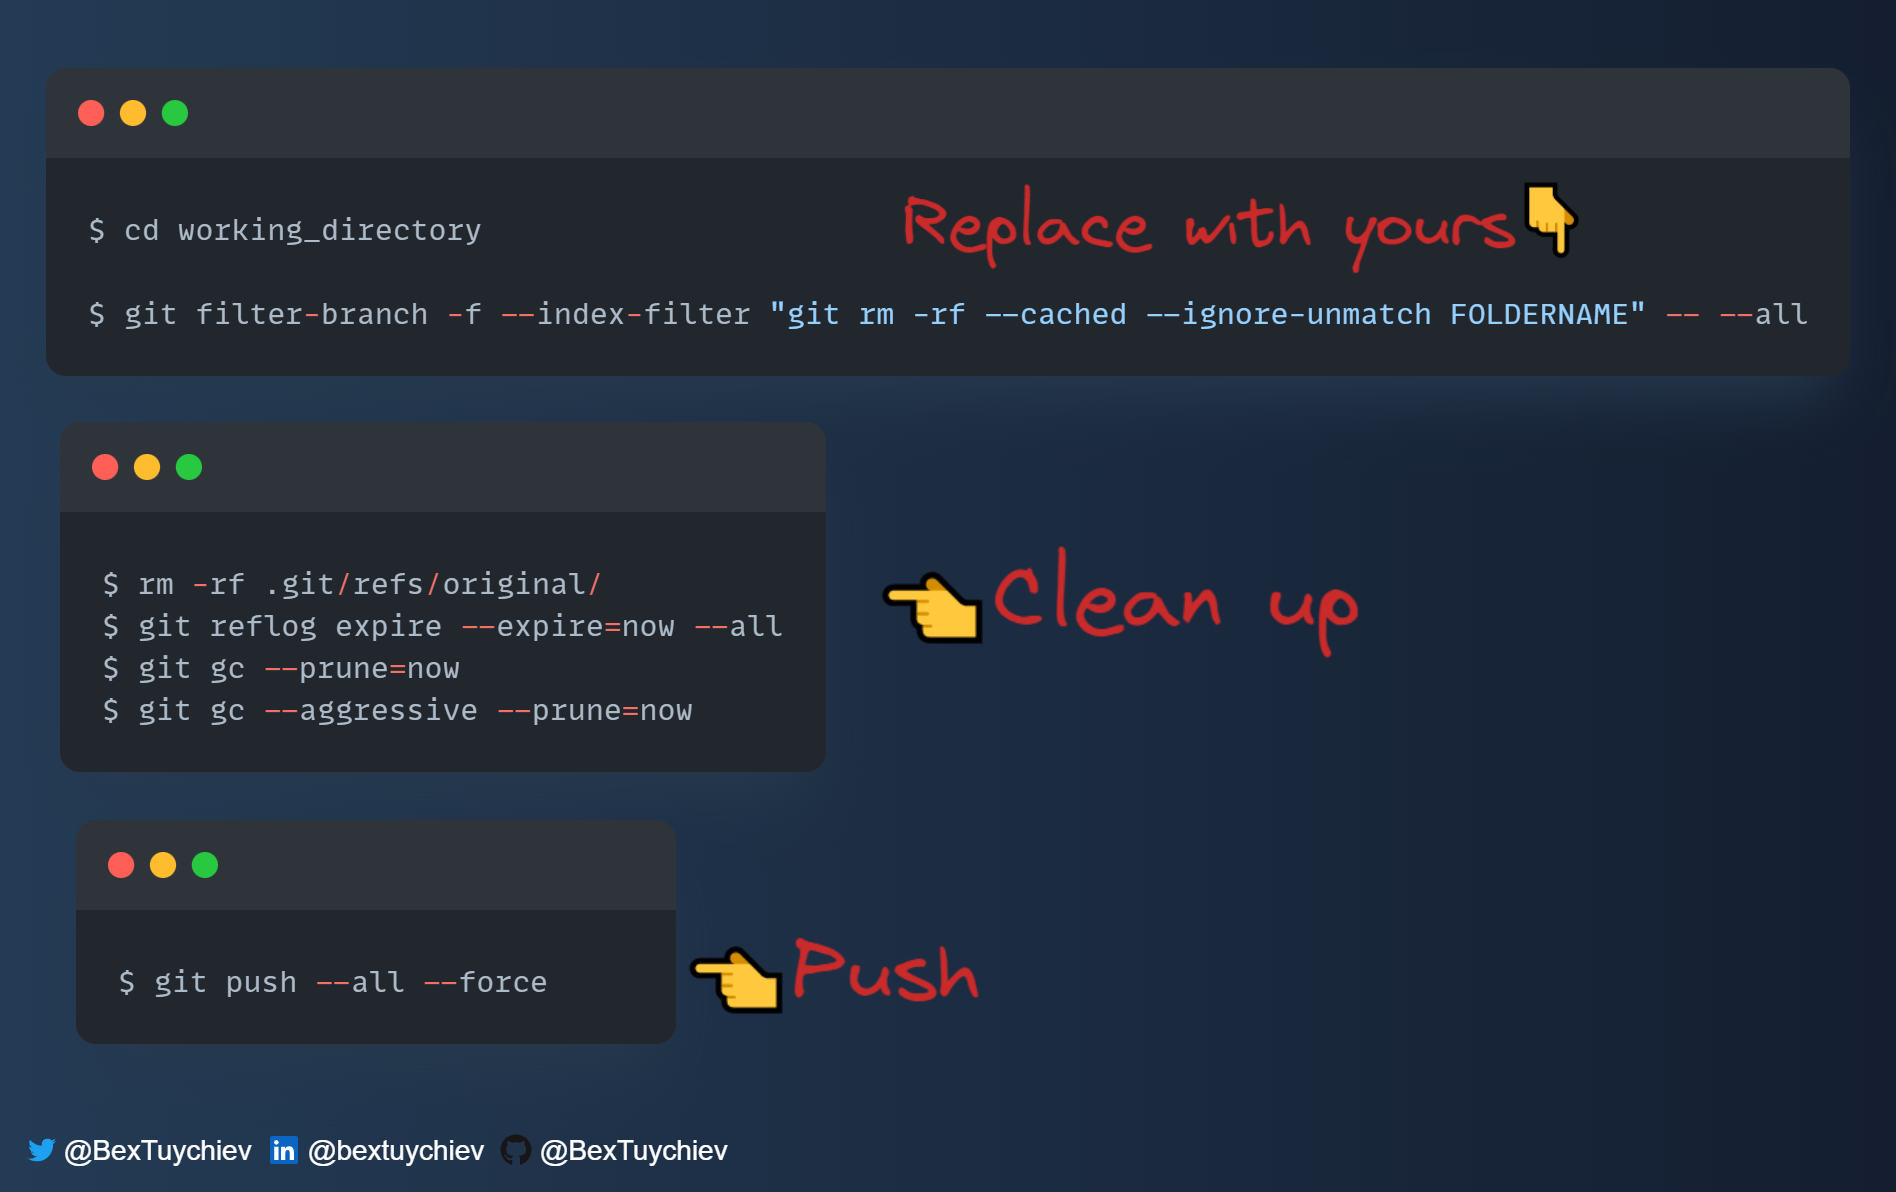 $ cd working_directory
Replace with yours
$ git filter-branch -f --index-filter "git rm -rf --cached --ignore-unmatch FOLDERNAME" -- --all
$ rm -rf .git/refs/original/
$ git reflog expire --expire=now --all
$ git gc --prune=now
$ git gc --aggressive --prune=now
Clean up
$ git push --all --force
Push
@BexTuychiev in @bextuychiev @BexTuychiev